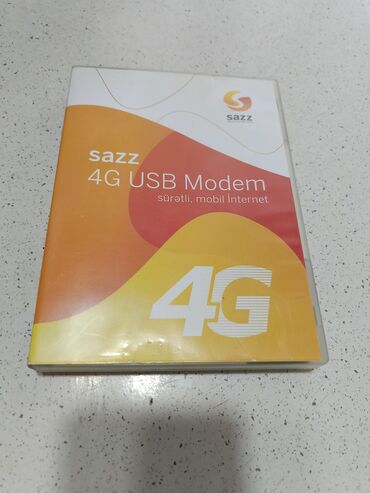 sazz
sazz
4G USB Modem
sürətli, mobil İnternet
4G